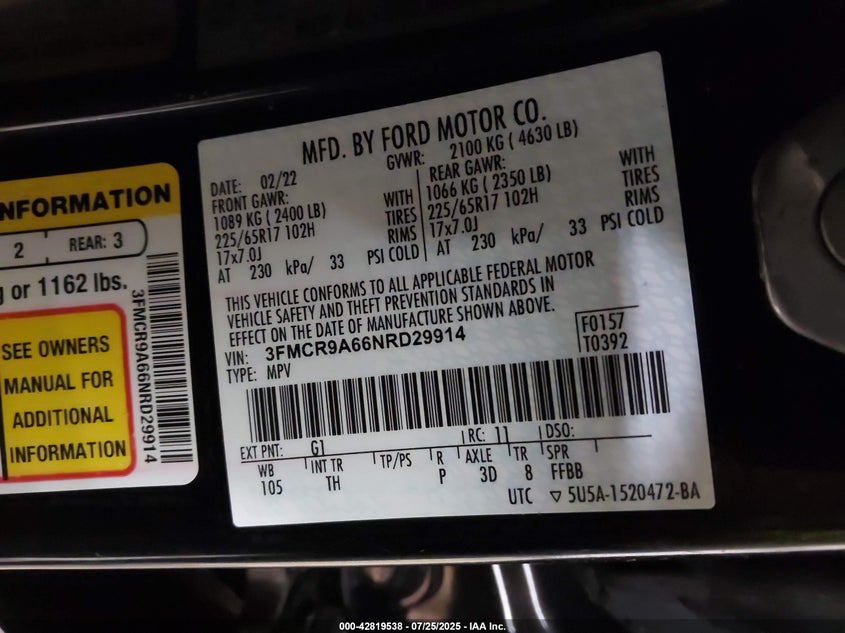 INFORMATION
2 REAR: 3
or 1162 lbs.
3FMCR9A66NRD29914
SEE OWNERS
MANUAL FOR
ADDITIONAL
INFORMATION
MFD. BY FORD MOTOR CO.
DATE: 02/22 GVWR: 2100 KG ( 4630 LB)
FRONT GAWR: REAR GAWR:
1089 KG ( 2400 LB) WITH 1066 KG ( 2350 LB) WITH
225/65R17 102H TIRES 225/65R17 102H TIRES
17x7.0J RIMS 17x7.0J RIMS
AT 230 kPa/ 33 PSI COLD AT 230 kPa/ 33 PSI COLD
THIS VEHICLE CONFORMS TO ALL APPLICABLE FEDERAL MOTOR
VEHICLE SAFETY AND THEFT PREVENTION STANDARDS IN
EFFECT ON THE DATE OF MANUFACTURE SHOWN ABOVE.
VIN: 3FMCR9A66NRD29914 F0157
TYPE: MPV T0392
EXT PNT: G1 RC: 11 DSO:
WB INT TR TP/PS R AXLE TR SPR
105 TH P 3D 8 FFBB
UTC ▽ 5U5A-1520472-BA
000-42819538 - 07/25/2025 - IAA Inc.